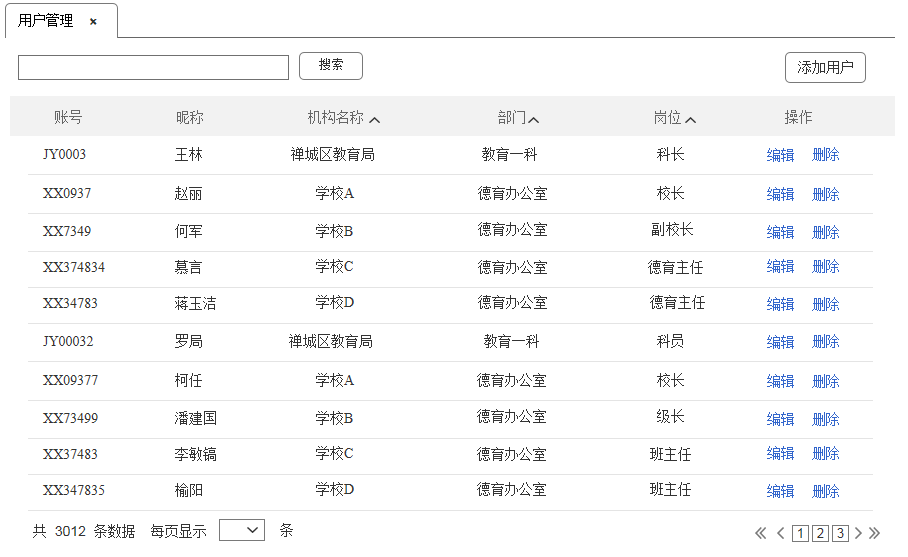 用户管理 ×
搜索 添加用户
账号 昵称 机构名称 部门 岗位 操作
JY0003 王林 禅城区教育局 教育一科 科长 编辑 删除
XX0937 赵丽 学校A 德育办公室 校长 编辑 删除
XX7349 何军 学校B 德育办公室 副校长 编辑 删除
XX374834 慕言 学校C 德育办公室 德育主任 编辑 删除
XX34783 蒋玉洁 学校D 德育办公室 德育主任 编辑 删除
JY00032 罗局 禅城区教育局 教育一科 科员 编辑 删除
XX09377 柯任 学校A 德育办公室 校长 编辑 删除
XX73499 潘建国 学校B 德育办公室 级长 编辑 删除
XX37483 李敏镐 学校C 德育办公室 班主任 编辑 删除
XX347835 榆阳 学校D 德育办公室 班主任 编辑 删除
共 3012 条数据 每页显示 条 1 2 3